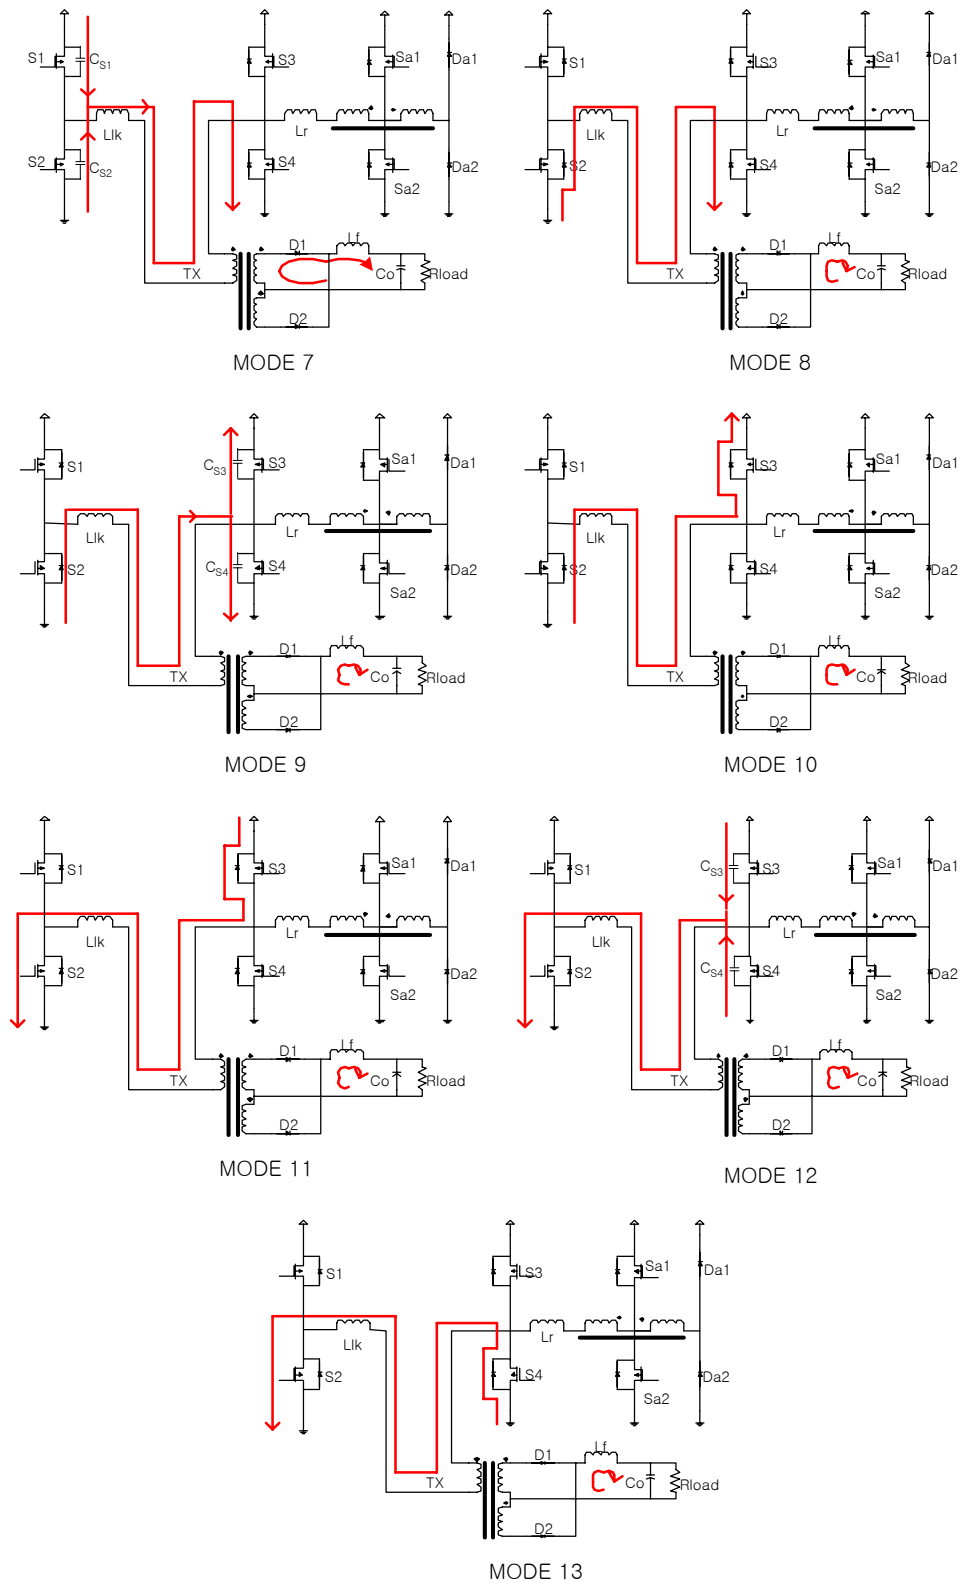 S1
C_S1
S3
Sa1
Da1
Llk
Lr
S2
C_S2
S4
Sa2
Da2
D1
Lf
TX
Co
Rload
D2
MODE 7
S1
S3
Sa1
Da1
Llk
Lr
S2
S4
Sa2
Da2
D1
Lf
TX
Co
Rload
D2
MODE 8
S1
C_S3
S3
Sa1
Da1
Llk
Lr
S2
C_S4
S4
Sa2
Da2
D1
Lf
TX
Co
Rload
D2
MODE 9
S1
S3
Sa1
Da1
Llk
Lr
S2
S4
Sa2
Da2
D1
Lf
TX
Co
Rload
D2
MODE 10
S1
S3
Sa1
Da1
Llk
Lr
S2
S4
Sa2
Da2
D1
Lf
TX
Co
Rload
D2
MODE 11
S1
C_S3
S3
Sa1
Da1
Llk
Lr
S2
C_S4
S4
Sa2
Da2
D1
Lf
TX
Co
Rload
D2
MODE 12
S1
S3
Sa1
Da1
Llk
Lr
S2
S4
Sa2
Da2
D1
Lf
TX
Co
Rload
D2
MODE 13